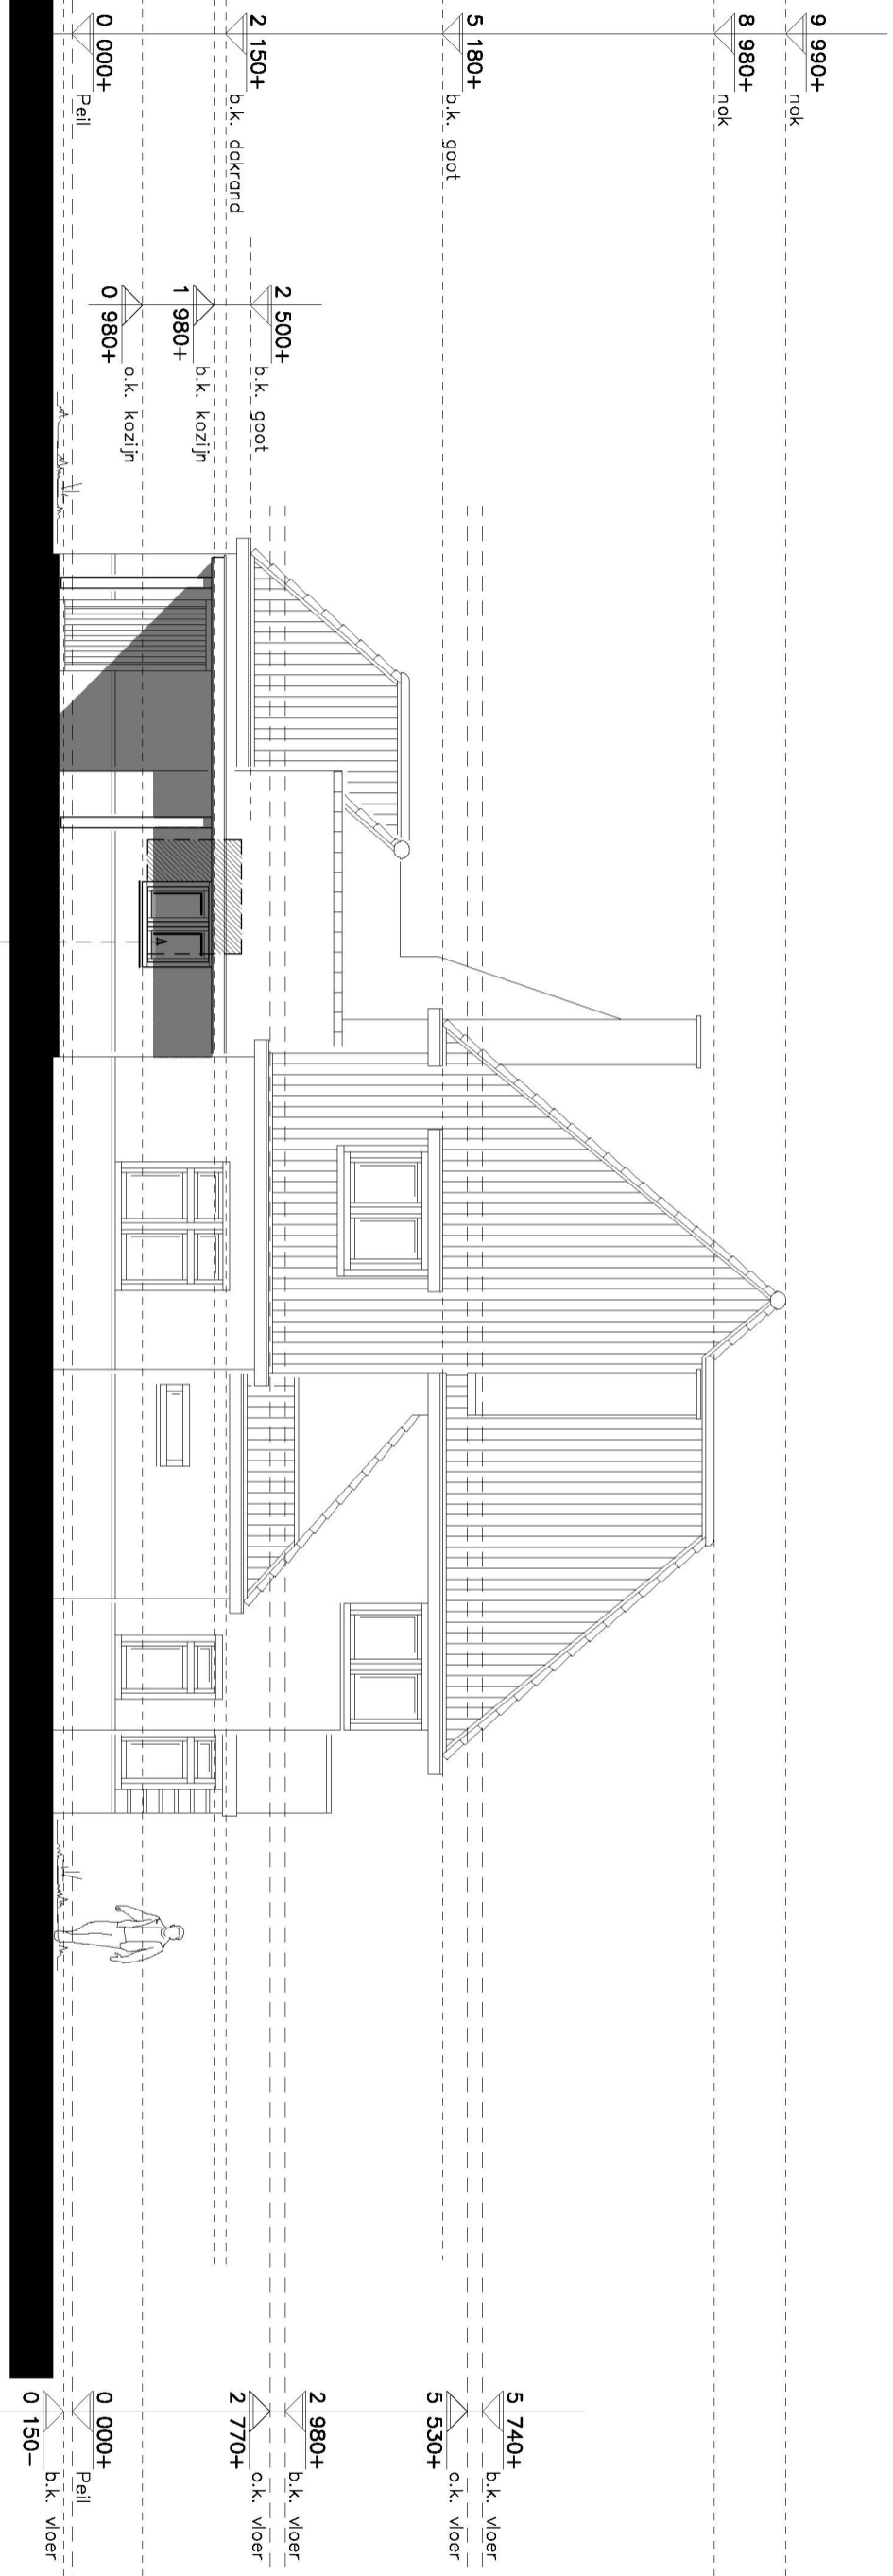 9 990+
nok
8 980+
nok
5 180+
b.k. goot
2 150+
b.k. dakrand
0 000+
Peil
2 500+
b.k. goot
1 980+
b.k. kozijn
0 980+
o.k. kozijn
A
5 740+
b.k. vloer
5 530+
o.k. vloer
2 980+
b.k. vloer
2 770+
o.k. vloer
0 000+
Peil
0 150-
b.k. vloer